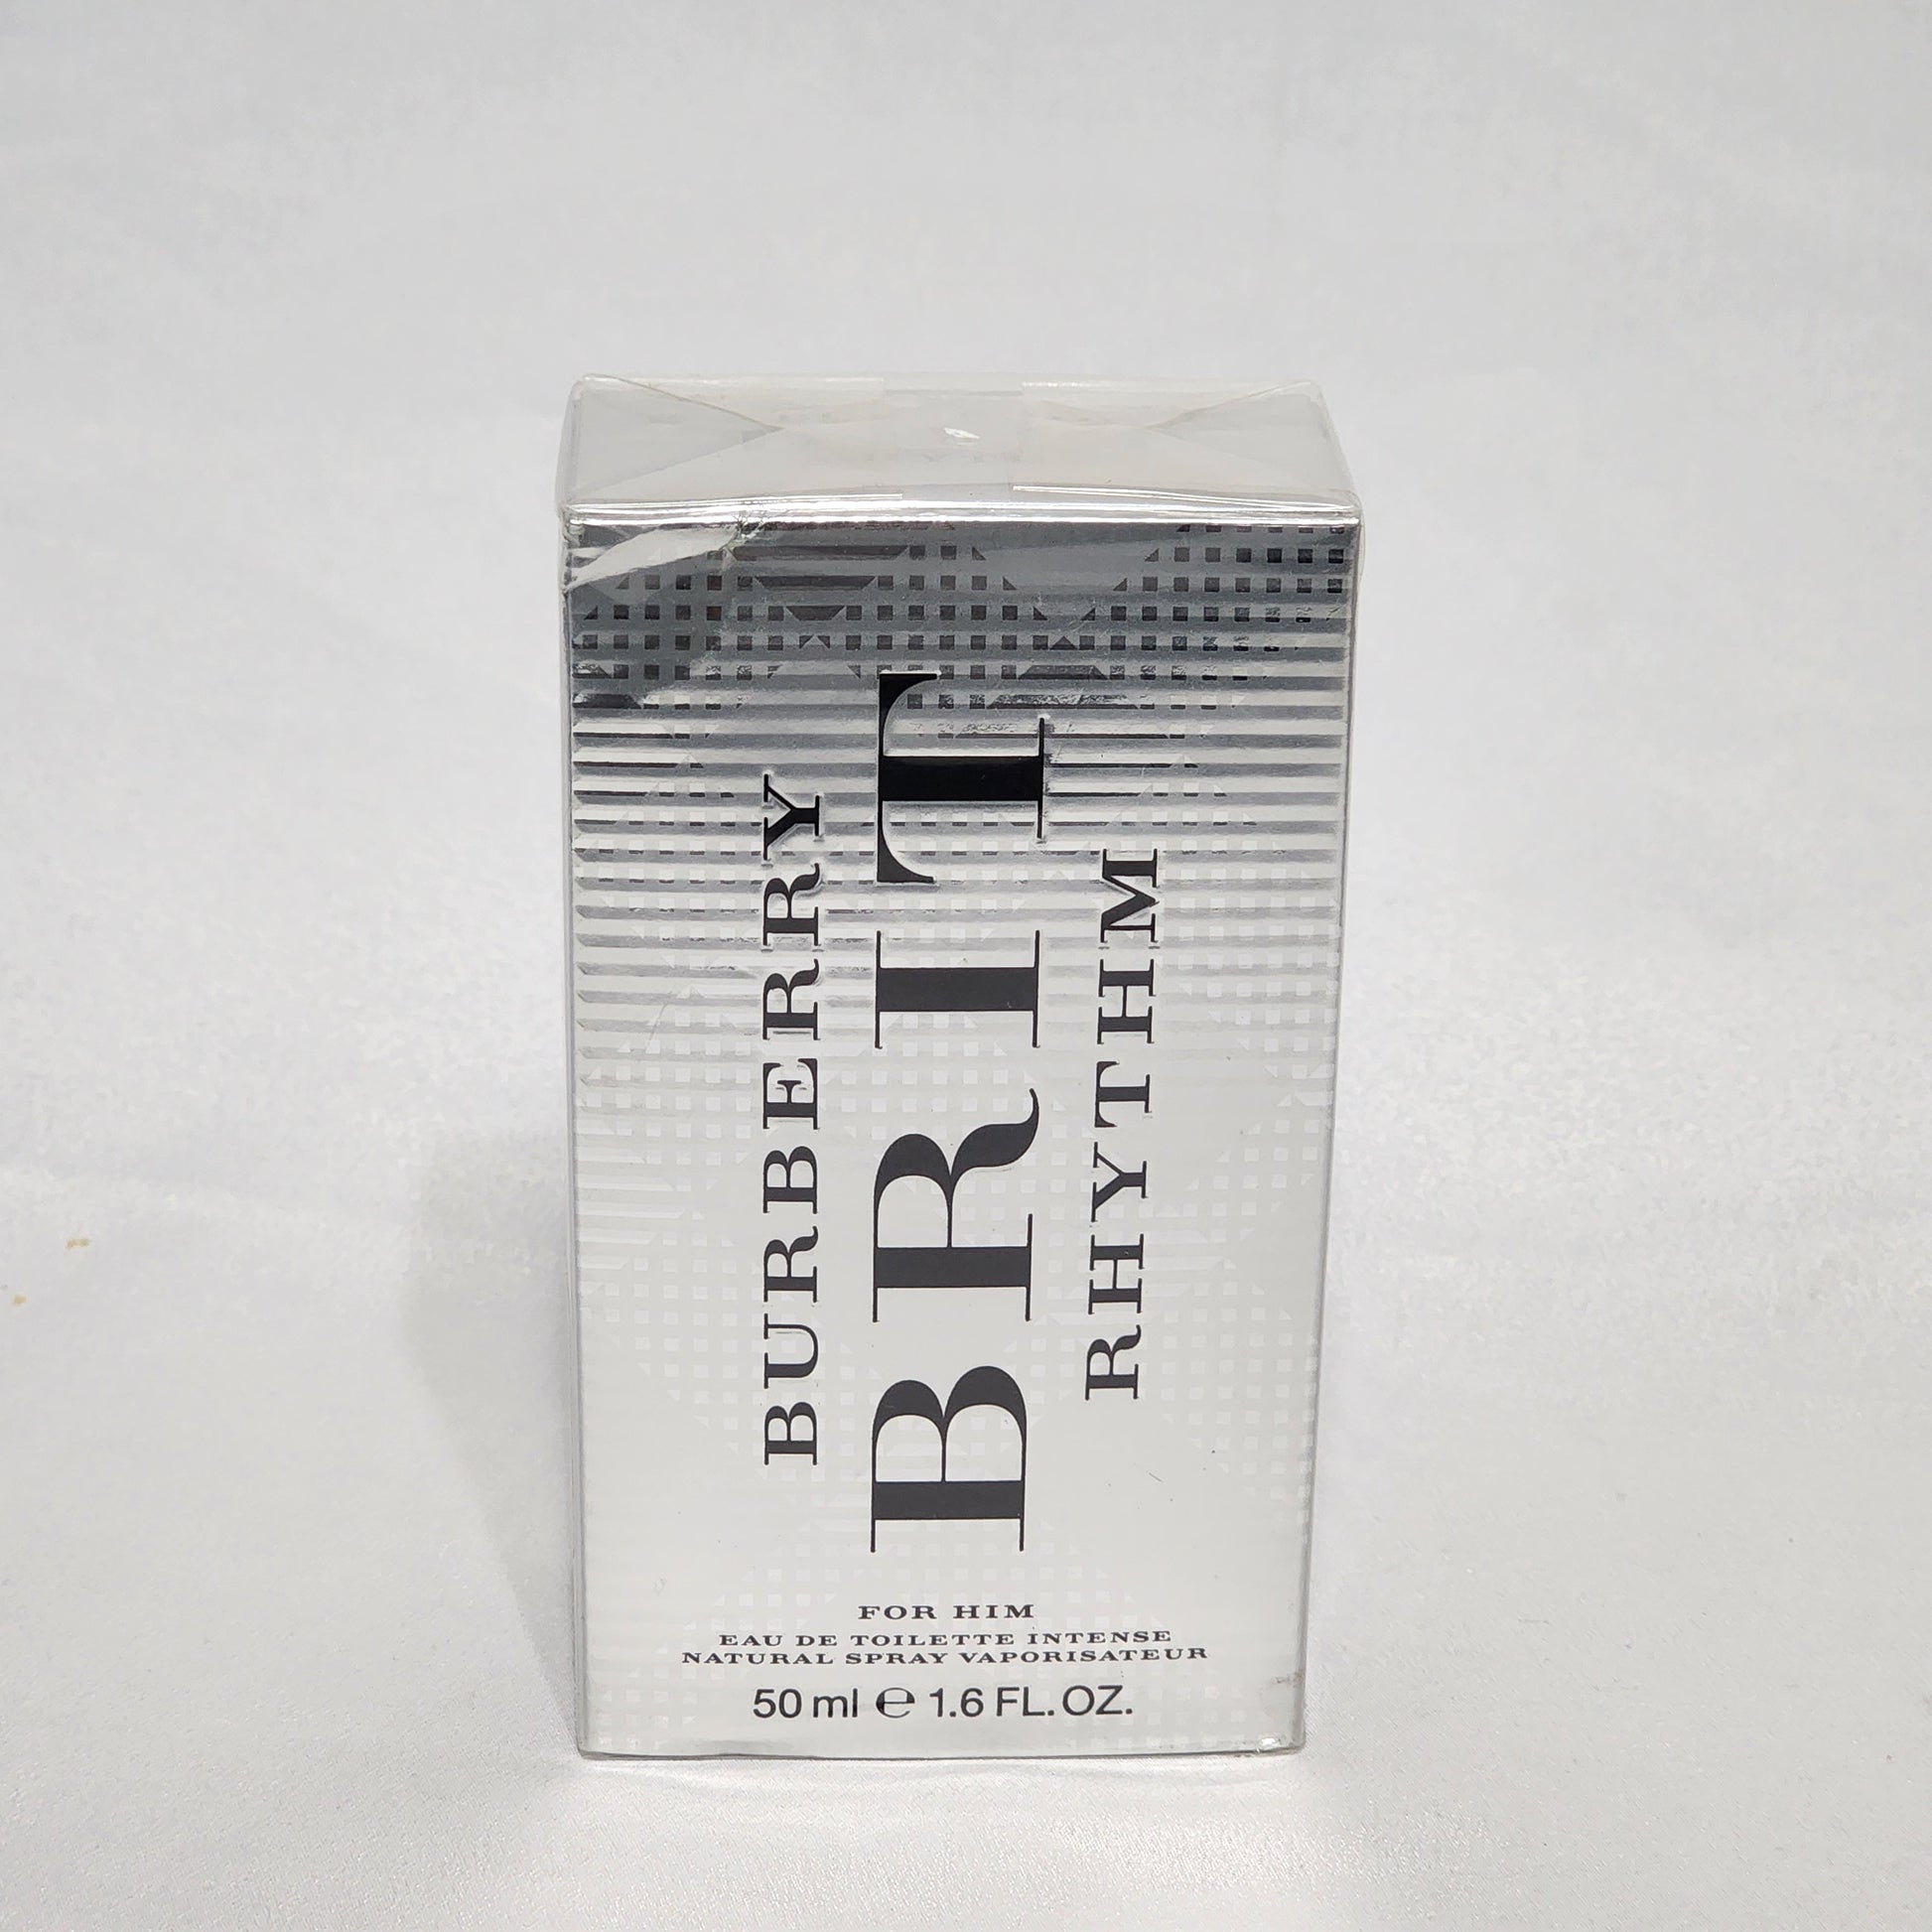 BURBERRY
BRIT
RHYTHM
FOR HIM
EAU DE TOILETTE INTENSE
NATURAL SPRAY VAPORISATEUR
50 ml ℮ 1.6 FL.OZ.